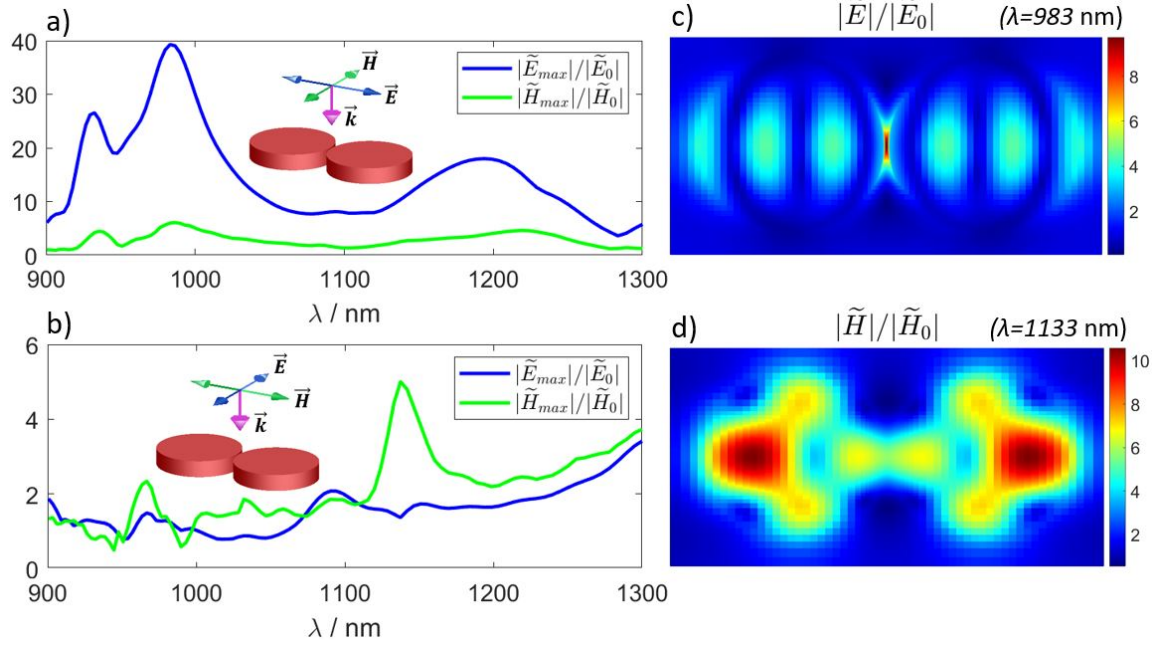 a)
40
30
20
10
0
900
1000
1100
1200
1300
λ / nm
|Ẽmax|/|Ẽ0|
|H̃max|/|H̃0|
H⃗
E⃗
k⃗
b)
6
4
2
0
900
1000
1100
1200
1300
λ / nm
|Ẽmax|/|Ẽ0|
|H̃max|/|H̃0|
E⃗
H⃗
k⃗
c) |Ẽ|/|Ẽ0| (λ=983 nm)
8
6
4
2
d) |H̃|/|H̃0| (λ=1133 nm)
10
8
6
4
2